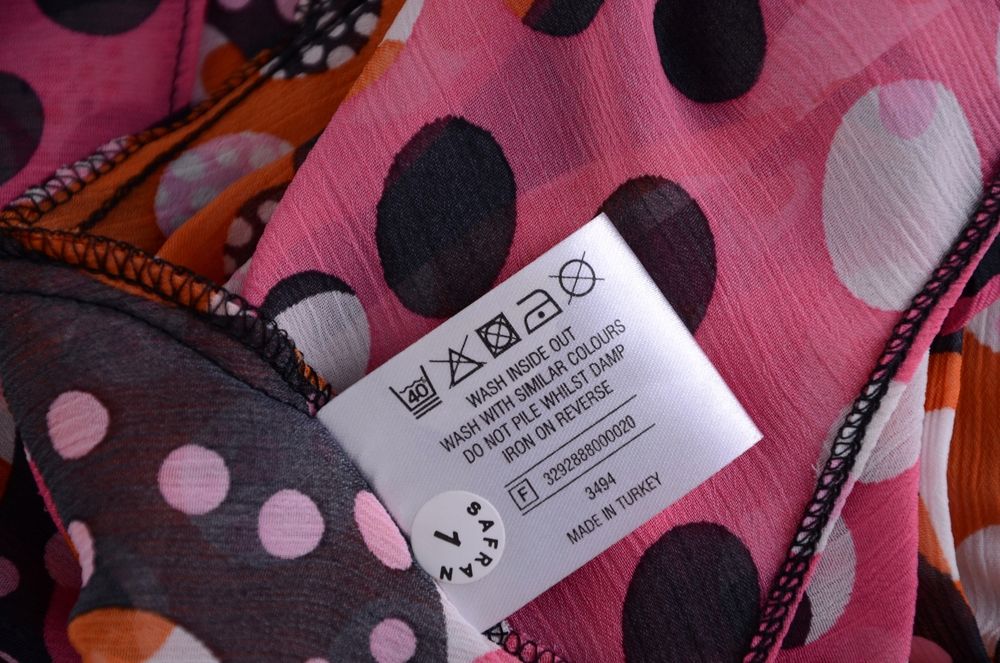 40
WASH INSIDE OUT
WASH WITH SIMILAR COLOURS
DO NOT PILE WHILST DAMP
IRON ON REVERSE
F 3292888000020
3494
MADE IN TURKEY
SAFRAN
1